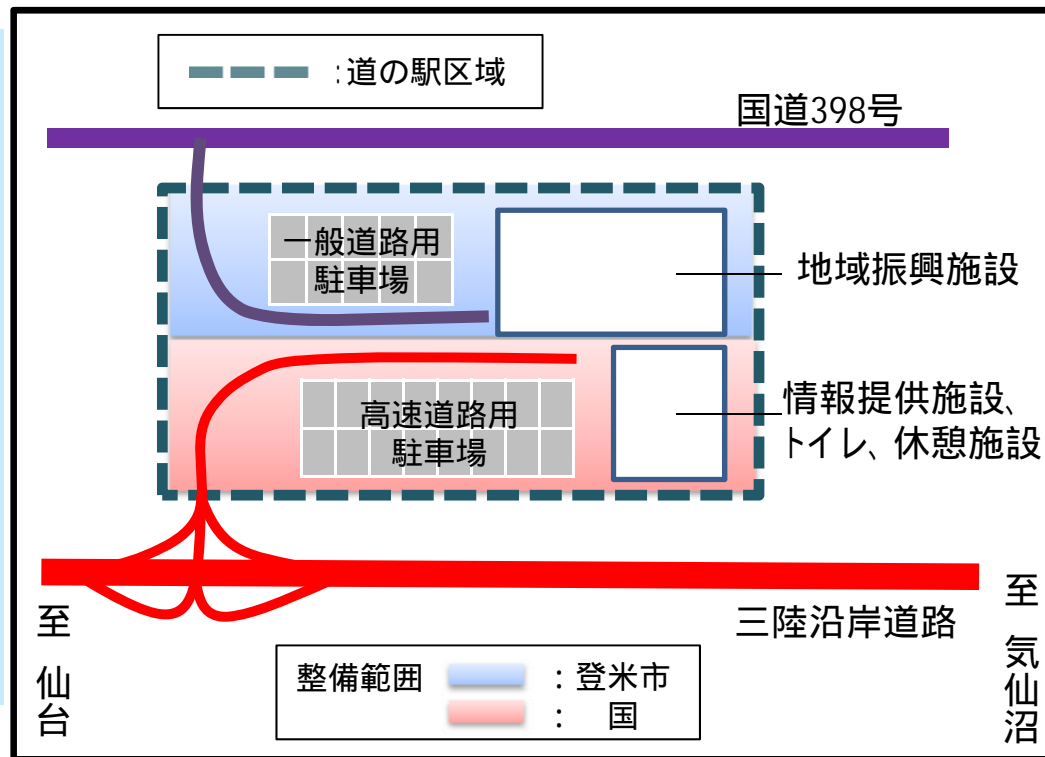 ：道の駅区域
国道398号
一般道路用
駐車場
地域振興施設
高速道路用
駐車場
情報提供施設、
トイレ、休憩施設
三陸沿岸道路
至 仙台
至 気仙沼
整備範囲 ：登米市
： 国